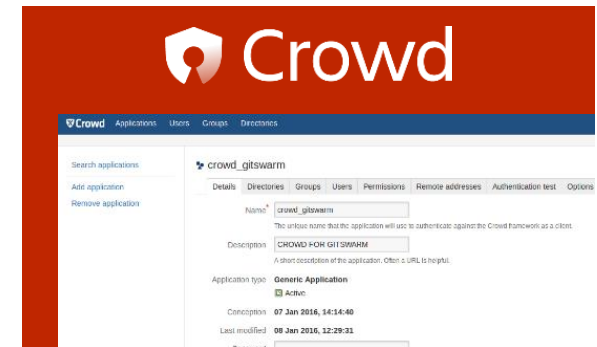 Crowd
Crowd Applications Users Groups Directories
Search applications
Add application
Remove application
crowd_gitswarm
Details Directories Groups Users Permissions Remote addresses Authentication test Options
Name* crowd_gitswarm
The unique name that the application will use to authenticate against the Crowd framework as a client.
Description CROWD FOR GITSWARM
A short description of the application. Often a URL is helpful.
Application type Generic Application
Active
Conception 07 Jan 2016, 14:14:40
Last modified 08 Jan 2016, 12:29:31